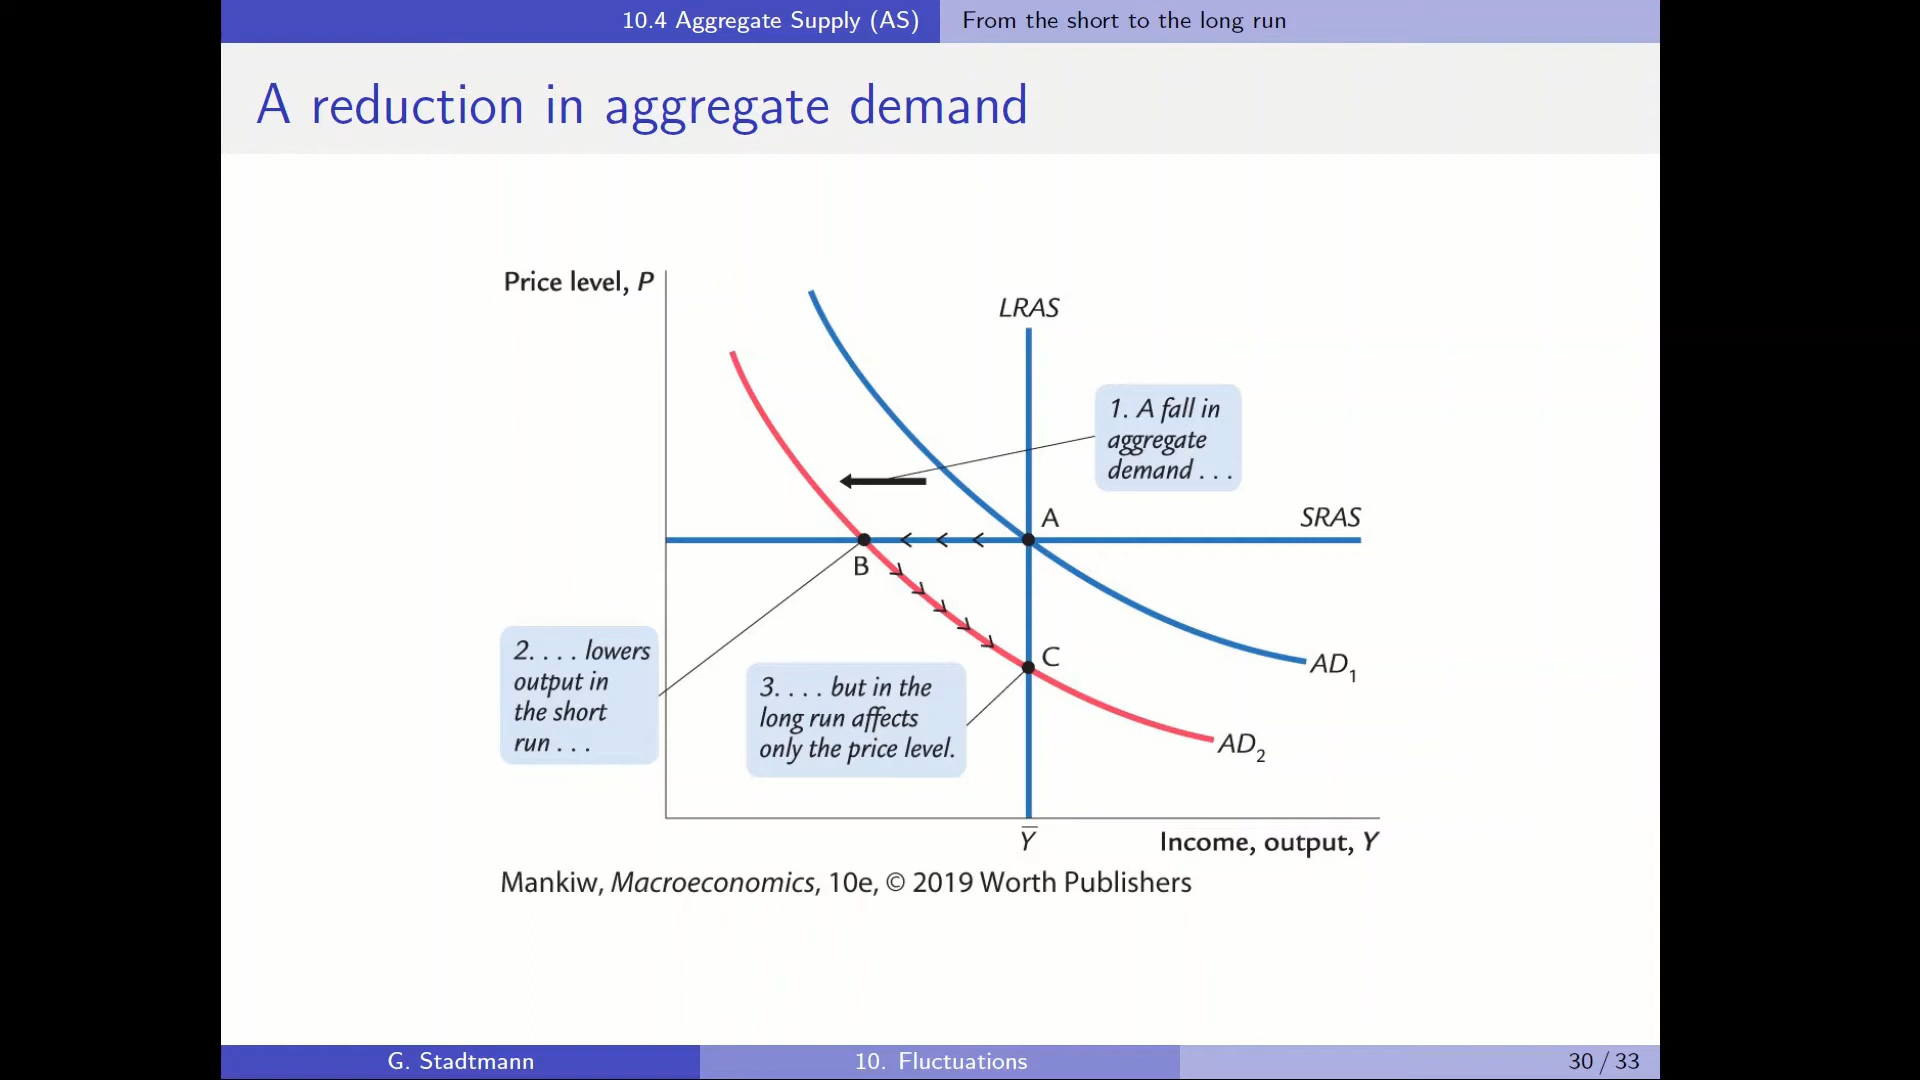 10.4 Aggregate Supply (AS) From the short to the long run
A reduction in aggregate demand
Price level, P
LRAS
1. A fall in
aggregate
demand . . .
A
SRAS
B
2. . . . lowers
output in
the short
run . . .
3. . . . but in the
long run affects
only the price level.
C
AD₁
AD₂
Y̅
Income, output, Y
Mankiw, Macroeconomics, 10e, © 2019 Worth Publishers
G. Stadtmann 10. Fluctuations 30 / 33